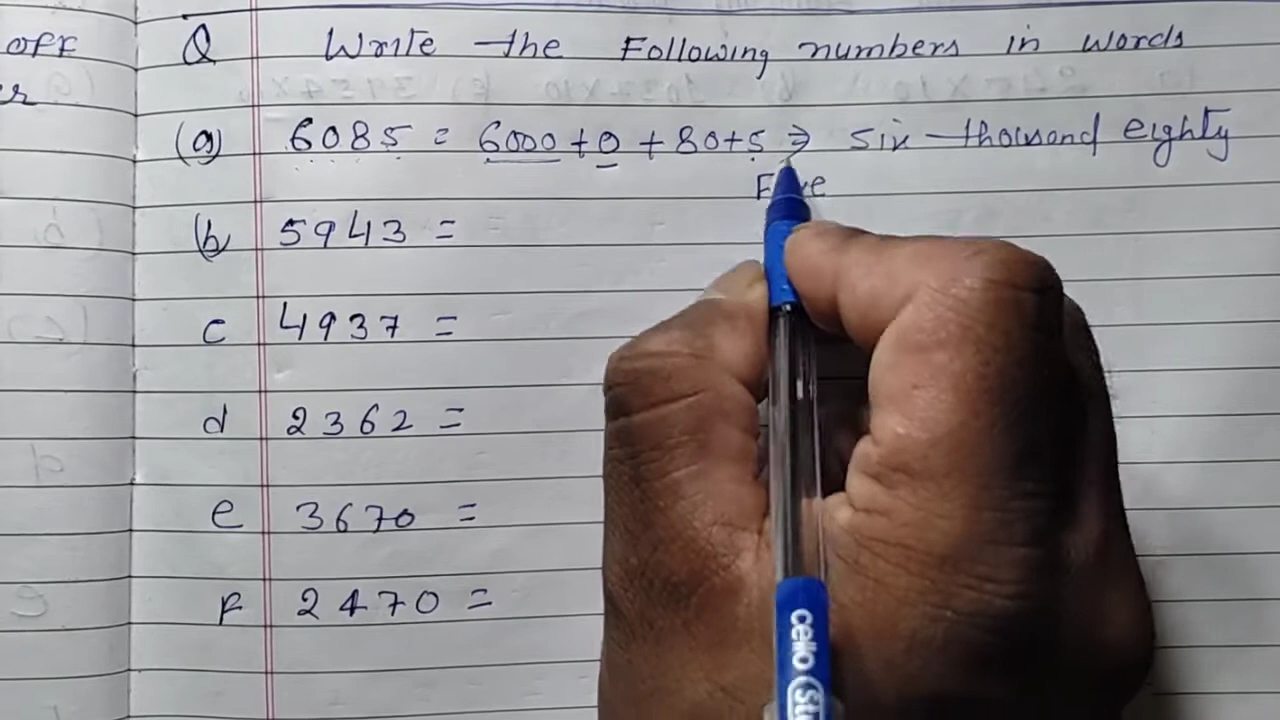 off
Q Write the Following numbers in words
(a) 6085 = 6000 + 0 + 80 + 5 ⇒ six thousand eighty
Five
(b) 5943 =
c 4937 =
d 2362 =
e 3670 =
F 2470 =
cello